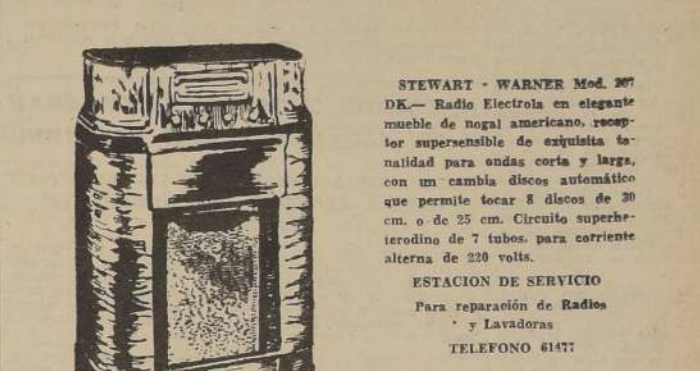 STEWART - WARNER Mod. 207
DK.— Radio Electrola en elegante
mueble de nogal americano, recep-
tor supersensible de exquisita to-
nalidad para ondas corta y larga,
con un cambia discos automático
que permite tocar 8 discos de 30
cm. o de 25 cm. Circuito superhe-
terodino de 7 tubos, para corriente
alterna de 220 volts.
ESTACION DE SERVICIO
Para reparación de Radios
y Lavadoras
TELEFONO 61477